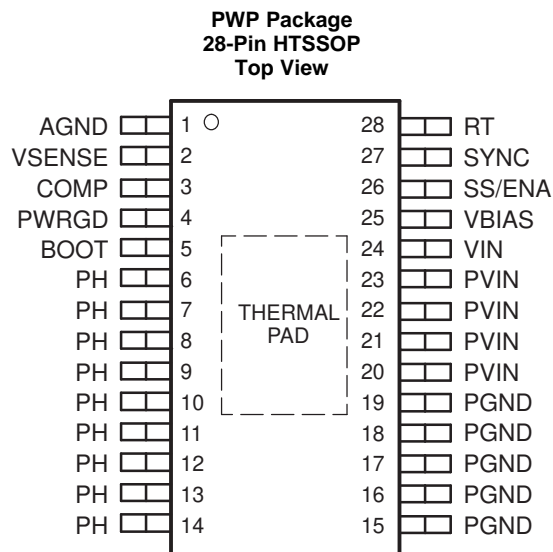 PWP Package
28-Pin HTSSOP
Top View
AGND 1 28 RT
VSENSE 2 27 SYNC
COMP 3 26 SS/ENA
PWRGD 4 25 VBIAS
BOOT 5 24 VIN
PH 6 23 PVIN
PH 7 22 PVIN
PH 8 21 PVIN
PH 9 20 PVIN
PH 10 19 PGND
PH 11 18 PGND
PH 12 17 PGND
PH 13 16 PGND
PH 14 15 PGND
THERMAL
PAD